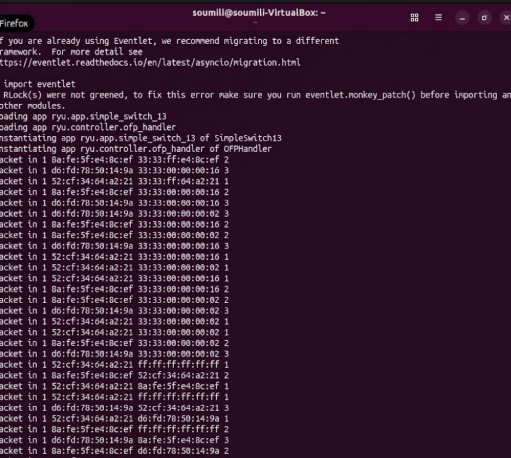 soumili@soumili-VirtualBox: ~
Firefox
f you are already using Eventlet, we recommend migrating to a different
ramework. For more detail see
ttps://eventlet.readthedocs.io/en/latest/asyncio/migration.html
import eventlet
RLock(s) were not greened, to fix this error make sure you run eventlet.monkey_patch() before importing an
other modules.
oading app ryu.app.simple_switch_13
oading app ryu.controller.ofp_handler
nstantiating app ryu.app.simple_switch_13 of SimpleSwitch13
nstantiating app ryu.controller.ofp_handler of OFPHandler
acket in 1 8a:fe:5f:e4:8c:ef 33:33:ff:e4:8c:ef 2
acket in 1 d6:fd:78:50:14:9a 33:33:00:00:00:16 3
acket in 1 52:cf:34:64:a2:21 33:33:ff:64:a2:21 1
acket in 1 8a:fe:5f:e4:8c:ef 33:33:00:00:00:16 2
acket in 1 d6:fd:78:50:14:9a 33:33:00:00:00:16 3
acket in 1 d6:fd:78:50:14:9a 33:33:00:00:00:02 3
acket in 1 8a:fe:5f:e4:8c:ef 33:33:00:00:00:16 2
acket in 1 8a:fe:5f:e4:8c:ef 33:33:00:00:00:02 2
acket in 1 d6:fd:78:50:14:9a 33:33:00:00:00:16 3
acket in 1 52:cf:34:64:a2:21 33:33:00:00:00:16 1
acket in 1 52:cf:34:64:a2:21 33:33:00:00:00:02 1
acket in 1 52:cf:34:64:a2:21 33:33:00:00:00:16 1
acket in 1 8a:fe:5f:e4:8c:ef 33:33:00:00:00:16 2
acket in 1 8a:fe:5f:e4:8c:ef 33:33:00:00:00:02 2
acket in 1 d6:fd:78:50:14:9a 33:33:00:00:00:02 3
acket in 1 52:cf:34:64:a2:21 33:33:00:00:00:02 1
acket in 1 52:cf:34:64:a2:21 33:33:00:00:00:02 1
acket in 1 8a:fe:5f:e4:8c:ef 33:33:00:00:00:02 2
acket in 1 d6:fd:78:50:14:9a 33:33:00:00:00:02 3
acket in 1 52:cf:34:64:a2:21 ff:ff:ff:ff:ff:ff 1
acket in 1 8a:fe:5f:e4:8c:ef 52:cf:34:64:a2:21 2
acket in 1 52:cf:34:64:a2:21 8a:fe:5f:e4:8c:ef 1
acket in 1 52:cf:34:64:a2:21 ff:ff:ff:ff:ff:ff 1
acket in 1 d6:fd:78:50:14:9a 52:cf:34:64:a2:21 3
acket in 1 52:cf:34:64:a2:21 d6:fd:78:50:14:9a 1
acket in 1 8a:fe:5f:e4:8c:ef ff:ff:ff:ff:ff:ff 2
acket in 1 d6:fd:78:50:14:9a 8a:fe:5f:e4:8c:ef 3
acket in 1 8a:fe:5f:e4:8c:ef d6:fd:78:50:14:9a 2